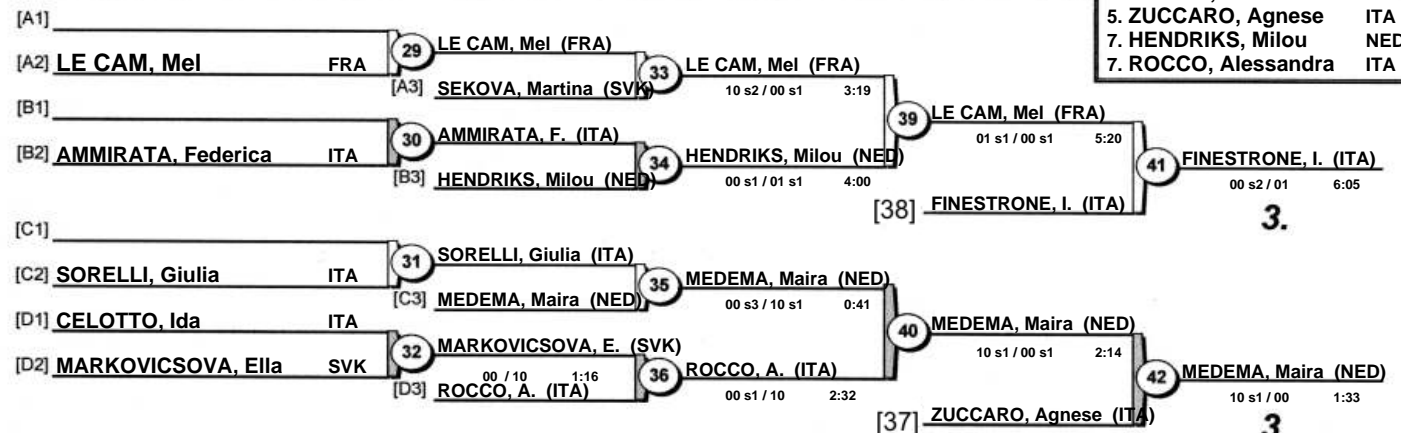 5. ZUCCARO, Agnese ITA
7. HENDRIKS, Milou NED
7. ROCCO, Alessandra ITA
[A1]
[A2] LE CAM, Mel FRA
29
LE CAM, Mel (FRA)
[A3] SEKOVA, Martina (SVK)
33
LE CAM, Mel (FRA)
10 s2 / 00 s1 3:19
[B1]
[B2] AMMIRATA, Federica ITA
30
AMMIRATA, F. (ITA)
[B3] HENDRIKS, Milou (NED)
34
HENDRIKS, Milou (NED)
00 s1 / 01 s1 4:00
39
LE CAM, Mel (FRA)
01 s1 / 00 s1 5:20
[38] FINESTRONE, I. (ITA)
41
FINESTRONE, I. (ITA)
00 s2 / 01 6:05
3.
[C1]
[C2] SORELLI, Giulia ITA
31
SORELLI, Giulia (ITA)
[C3] MEDEMA, Maira (NED)
35
MEDEMA, Maira (NED)
00 s3 / 10 s1 0:41
[D1] CELOTTO, Ida ITA
[D2] MARKOVICSOVA, Ella SVK
32
MARKOVICSOVA, E. (SVK)
00 / 10 1:16
[D3] ROCCO, A. (ITA)
36
ROCCO, A. (ITA)
00 s1 / 10 2:32
40
MEDEMA, Maira (NED)
10 s1 / 00 s1 2:14
[37] ZUCCARO, Agnese (ITA)
42
MEDEMA, Maira (NED)
10 s1 / 00 1:33
3